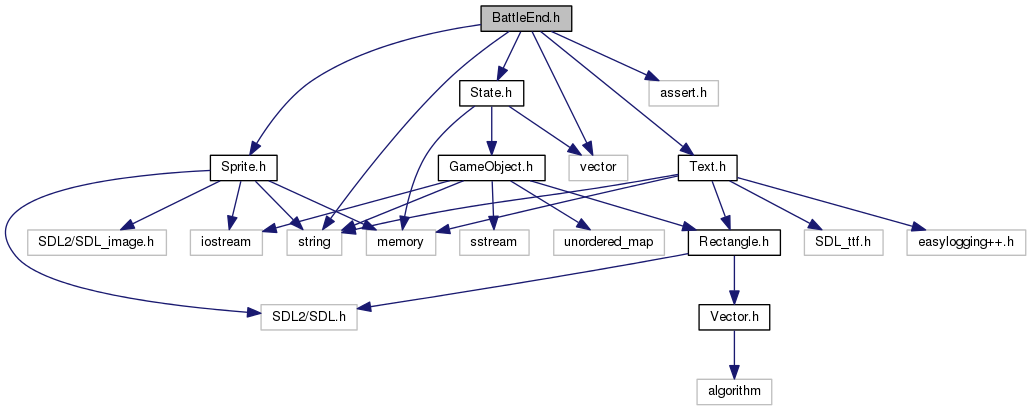 BattleEnd.h
State.h
assert.h
Sprite.h
GameObject.h
vector
Text.h
SDL2/SDL_image.h
iostream
string
memory
sstream
unordered_map
Rectangle.h
SDL_ttf.h
easylogging++.h
SDL2/SDL.h
Vector.h
algorithm